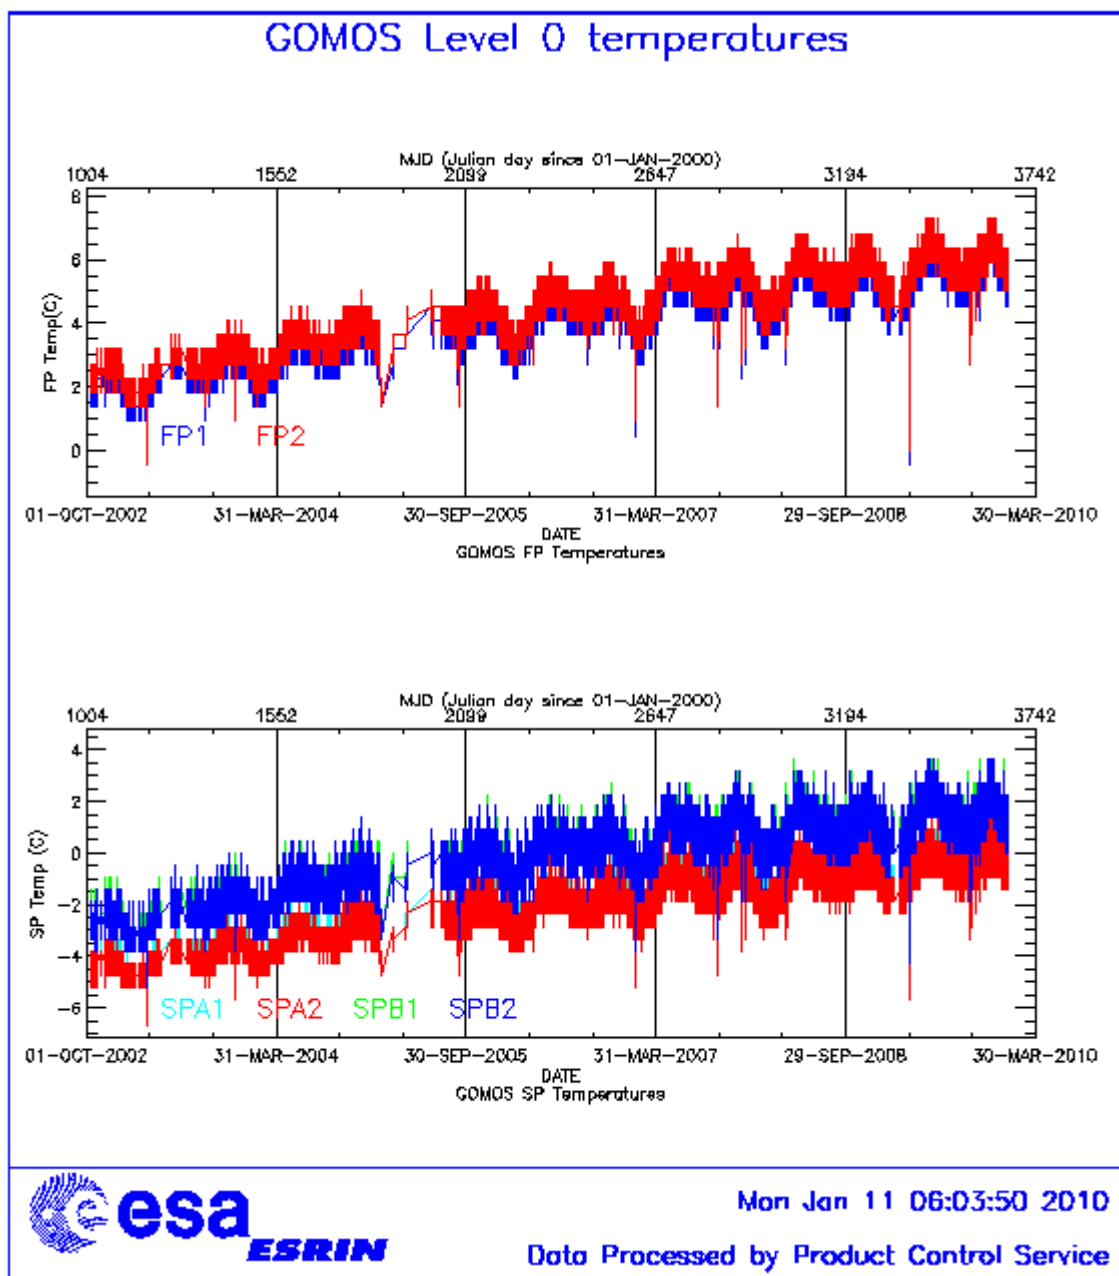 GOMOS Level 0 temperatures
MJD (Julian day since 01-JAN-2000)
1004 1552 2099 2647 3194 3742
8
6
4
2
0
FP Temp(C)
FP1 FP2
01-OCT-2002 31-MAR-2004 30-SEP-2005 31-MAR-2007 29-SEP-2008 30-MAR-2010
DATE
GOMOS FP Temperatures
MJD (Julian day since 01-JAN-2000)
1004 1552 2099 2647 3194 3742
4
2
0
-2
-4
-6
SP Temp (C)
SPA1 SPA2 SPB1 SPB2
01-OCT-2002 31-MAR-2004 30-SEP-2005 31-MAR-2007 29-SEP-2008 30-MAR-2010
DATE
GOMOS SP Temperatures
esa
ESRIN
Mon Jan 11 06:03:50 2010
Data Processed by Product Control Service